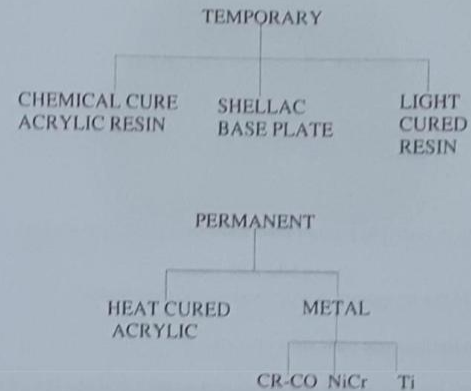 TEMPORARY
CHEMICAL CURE
ACRYLIC RESIN
SHELLAC
BASE PLATE
LIGHT
CURED
RESIN
PERMANENT
HEAT CURED
ACRYLIC
METAL
CR-CO NiCr Ti